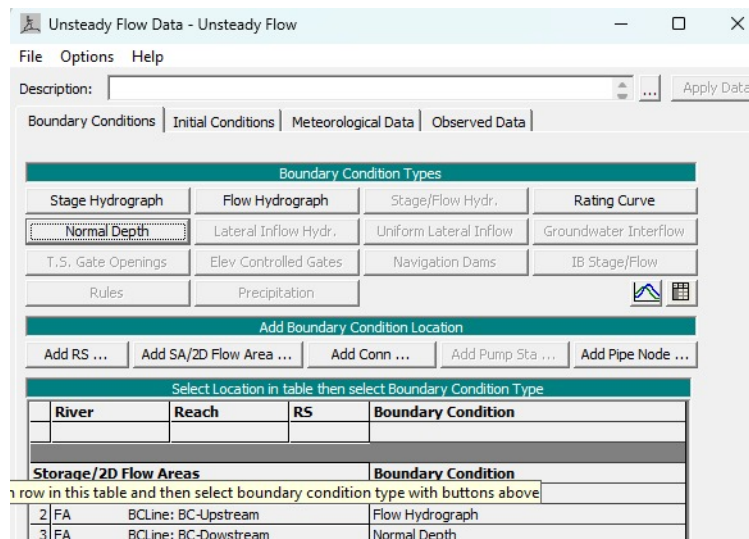 Unsteady Flow Data - Unsteady Flow
File Options Help
Description: ... Apply Data
Boundary Conditions Initial Conditions Meteorological Data Observed Data
Boundary Condition Types
Stage Hydrograph Flow Hydrograph Stage/Flow Hydr. Rating Curve
Normal Depth Lateral Inflow Hydr. Uniform Lateral Inflow Groundwater Interflow
T.S. Gate Openings Elev Controlled Gates Navigation Dams IB Stage/Flow
Rules Precipitation
Add Boundary Condition Location
Add RS ... Add SA/2D Flow Area ... Add Conn ... Add Pump Sta ... Add Pipe Node ...
Select Location in table then select Boundary Condition Type
River Reach RS Boundary Condition
Storage/2D Flow Areas Boundary Condition
row in this table and then select boundary condition type with buttons above
2 FA BCLine: BC-Upstream Flow Hydrograph
3 FA BCLine: BC-Dowstream Normal Depth